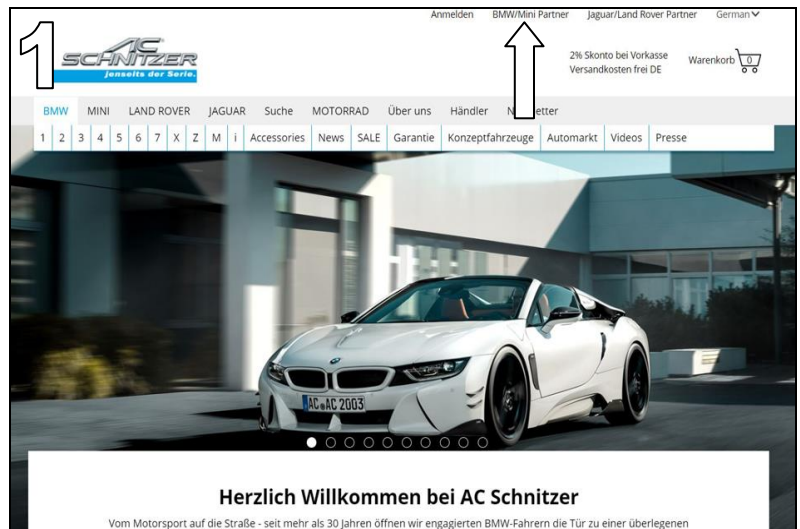 Anmelden BMW/Mini Partner Jaguar/Land Rover Partner German
1
AC
SCHNITZER
jenseits der Serie.
2% Skonto bei Vorkasse
Versandkosten frei DE
Warenkorb 0
BMW MINI LAND ROVER JAGUAR Suche MOTORRAD Über uns Händler
1 2 3 4 5 6 7 X Z M i Accessories News SALE Garantie Konzeptfahrzeuge Automarkt Videos Presse
AC AC 2003
Herzlich Willkommen bei AC Schnitzer
Vom Motorsport auf die Straße - seit mehr als 30 Jahren öffnen wir engagierten BMW-Fahrern die Tür zu einer überlegenen